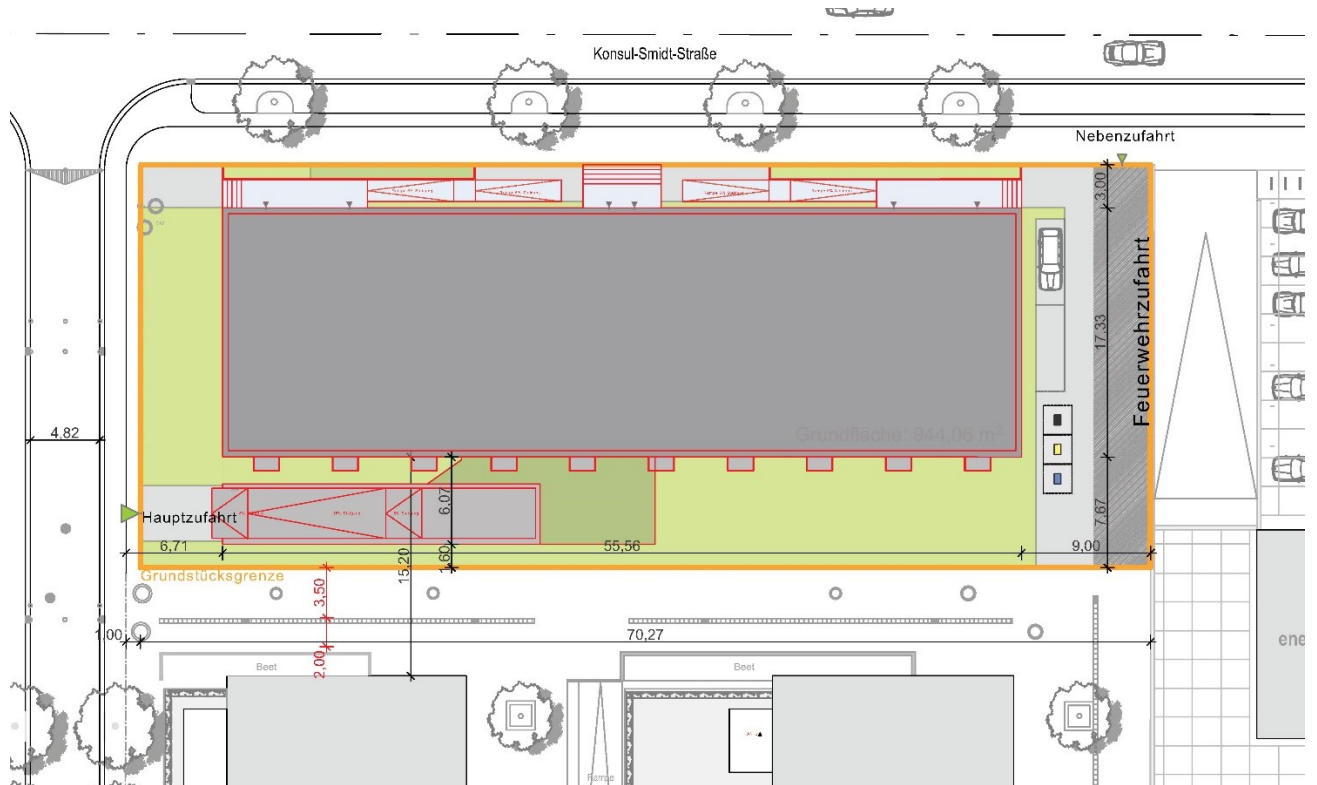 Konsul-Smidt-Straße
Nebenzufahrt
3,00
Feuerwehrzufahrt
17,33
4,82
Grundfläche: 944,06 m²
6,07
7,67
Hauptzufahrt
6,71
55,56
9,00
1,60
15,20
Grundstücksgrenze
3,50
1,00
70,27
2,00
Beet
Beet
ene
Rampe